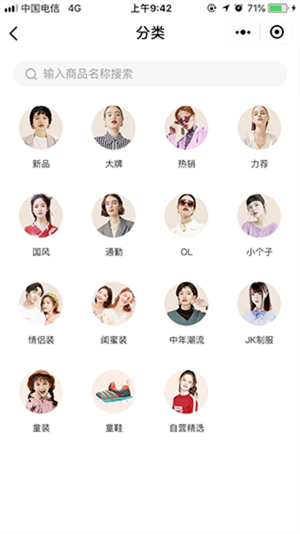 中国电信 4G 上午9:42 71%
分类
输入商品名称搜索
新品 大牌 热销 力荐
国风 通勤 OL 小个子
情侣装 闺蜜装 中年潮流 JK制服
童装 童鞋 自营精选